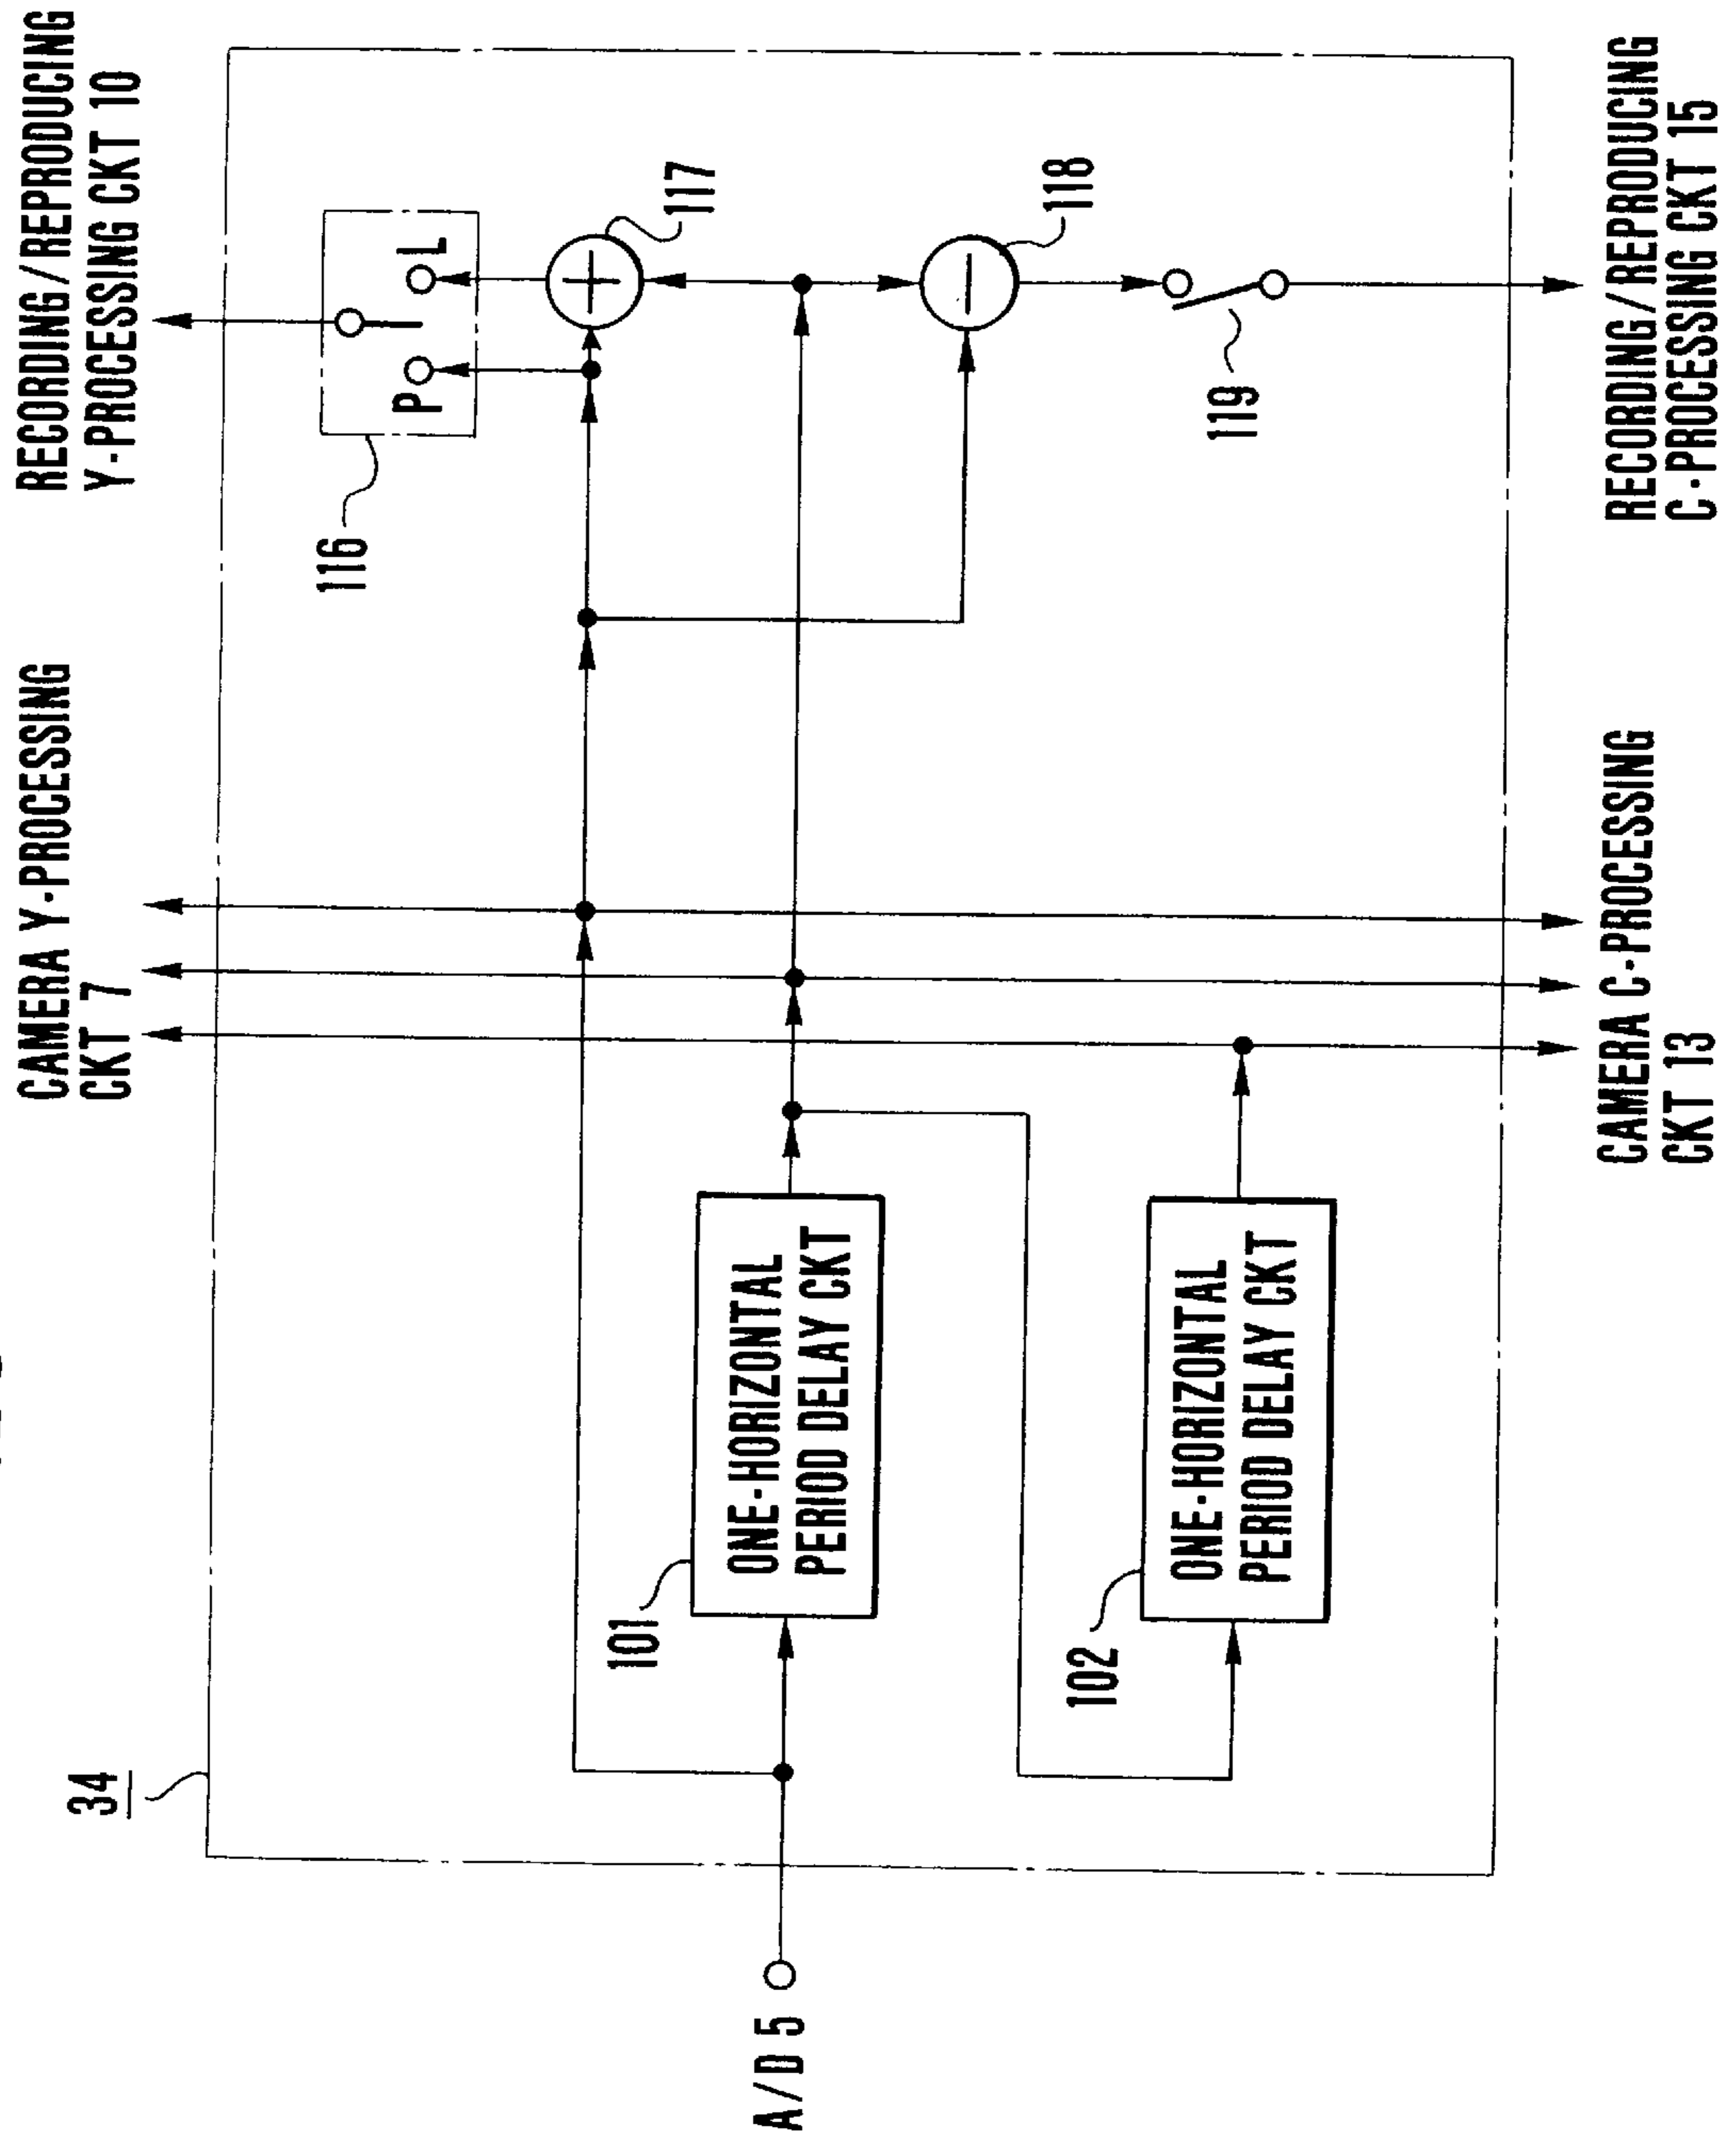 34
CAMERA Y·PROCESSING
CKT 7
RECORDING/REPRODUCING
Y·PROCESSING CKT 10
116
P
L
117
101
ONE-HORIZONTAL
PERIOD DELAY CKT
A/D 5
118
102
ONE-HORIZONTAL
PERIOD DELAY CKT
119
CAMERA C·PROCESSING
CKT 13
RECORDING/REPRODUCING
C·PROCESSING CKT 15